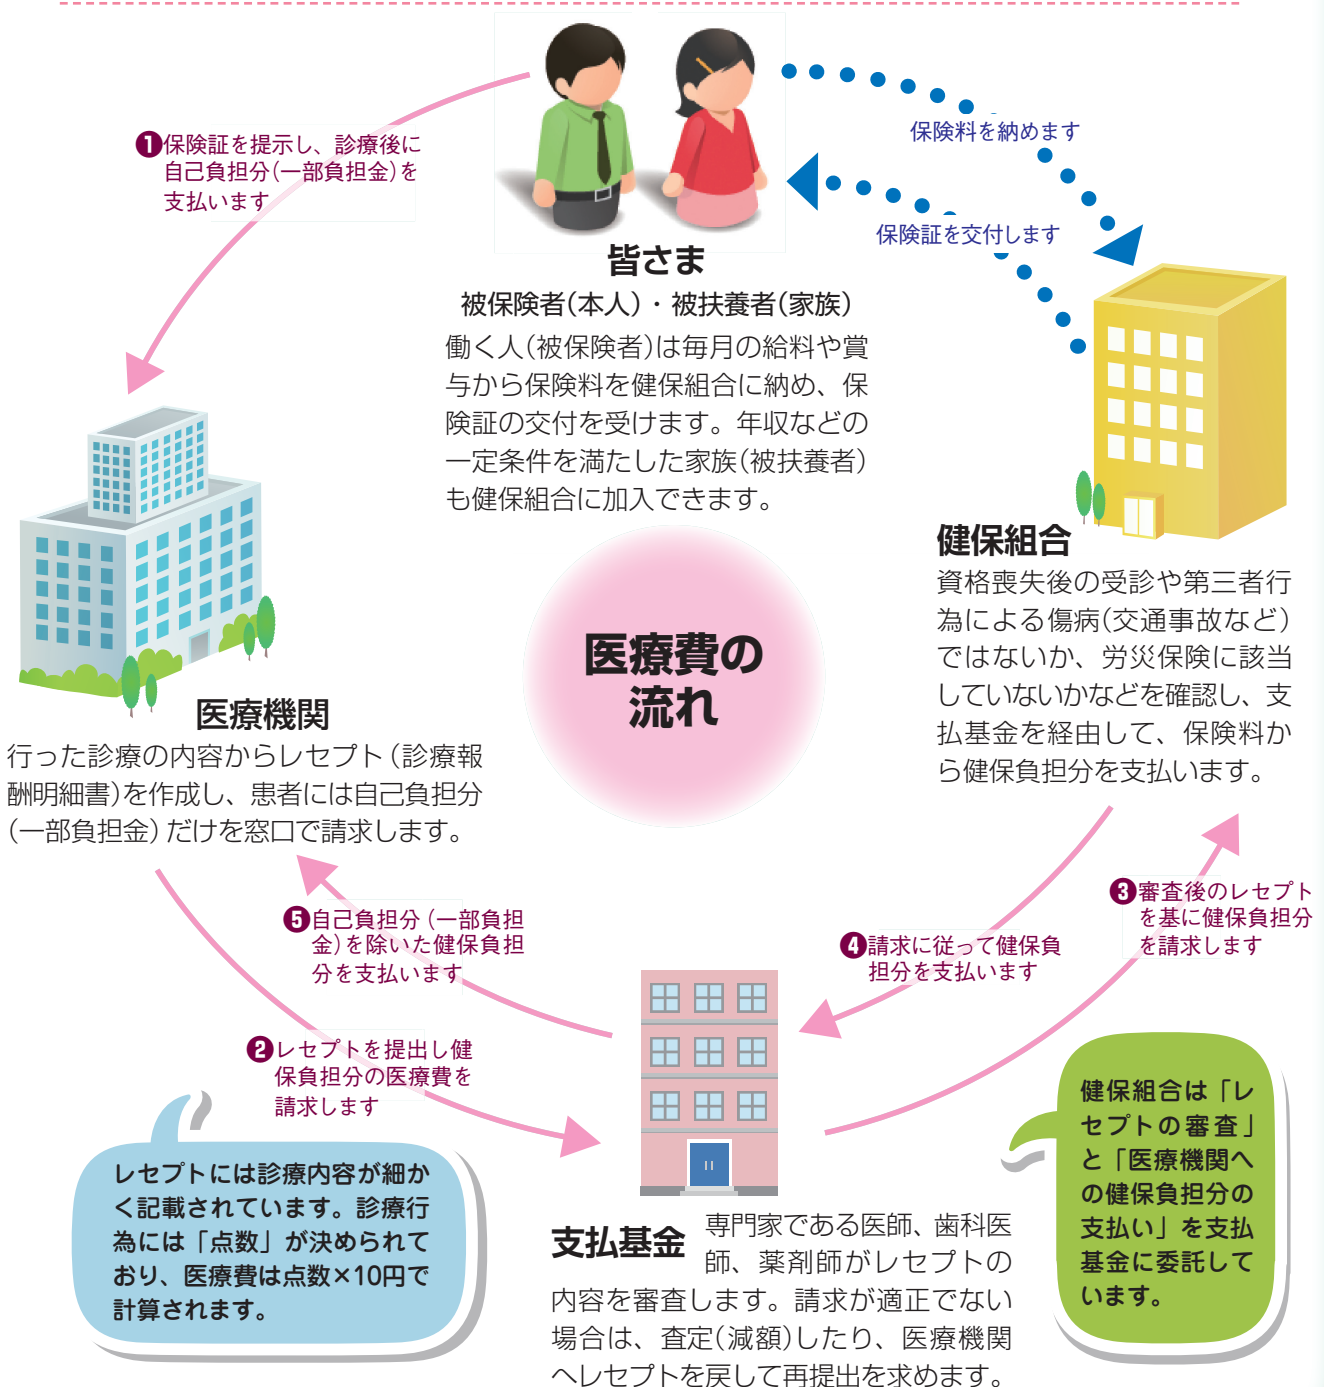 ❶保険証を提示し、診療後に
自己負担分(一部負担金)を
支払います
保険料を納めます
保険証を交付します
皆さま
被保険者(本人)・被扶養者(家族)
働く人(被保険者)は毎月の給料や賞
与から保険料を健保組合に納め、保
険証の交付を受けます。年収などの
一定条件を満たした家族(被扶養者)
も健保組合に加入できます。
健保組合
資格喪失後の受診や第三者行
為による傷病(交通事故など)
ではないか、労災保険に該当
していないかなどを確認し、支
払基金を経由して、保険料か
ら健保負担分を支払います。
医療費の
流れ
医療機関
行った診療の内容からレセプト(診療報
酬明細書)を作成し、患者には自己負担分
(一部負担金)だけを窓口で請求します。
❺自己負担分(一部負担
金)を除いた健保負担
分を支払います
❹請求に従って健保負
担分を支払います
❸審査後のレセプト
を基に健保負担分
を請求します
❷レセプトを提出し健
保負担分の医療費を
請求します
レセプトには診療内容が細か
く記載されています。診療行
為には「点数」が決められて
おり、医療費は点数×10円で
計算されます。
健保組合は「レ
セプトの審査」
と「医療機関へ
の健保負担分の
支払い」を支払
基金に委託して
います。
支払基金
専門家である医師、歯科医
師、薬剤師がレセプトの
内容を審査します。請求が適正でない
場合は、査定(減額)したり、医療機関
へレセプトを戻して再提出を求めます。